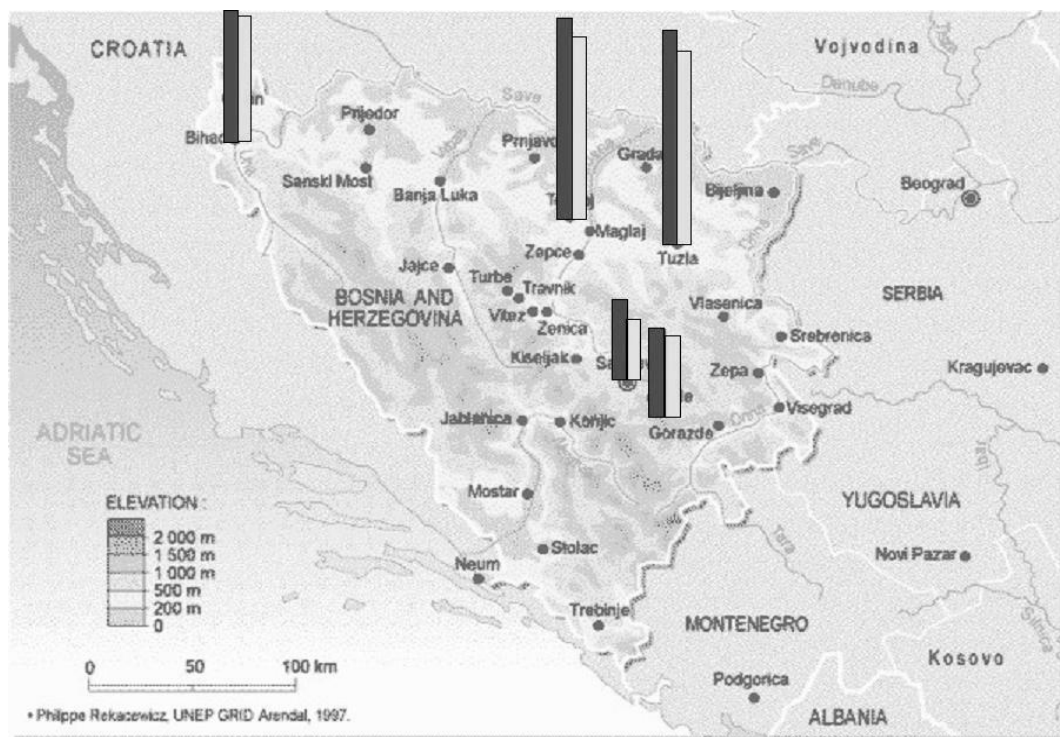 CROATIA
Vojvodina
Danube
Save
Prijedor
Sava
Beograd
Sanski Most
Banja Luka
Bijeljina
Maglaj
Zepce
Tuzla
Jajce
Turbe
Travnik
BOSNIA AND
HERZEGOVINA
Vitez
Zenica
Vlasenica
SERBIA
Srebrenica
Kiseljak
Zepa
Kragujevac
Visegrad
Jablanica
Konjic
Gorazde
Drina
ADRIATIC
SEA
Ibar
ELEVATION :
2 000 m
1 500 m
1 000 m
500 m
200 m
0
Mostar
YUGOSLAVIA
Tara
Stolac
Neum
Novi Pazar
Trebinje
MONTENEGRO
Kosovo
0 50 100 km
Podgorica
ALBANIA
• Philippe Rekacewicz, UNEP GRID Arendal, 1997.